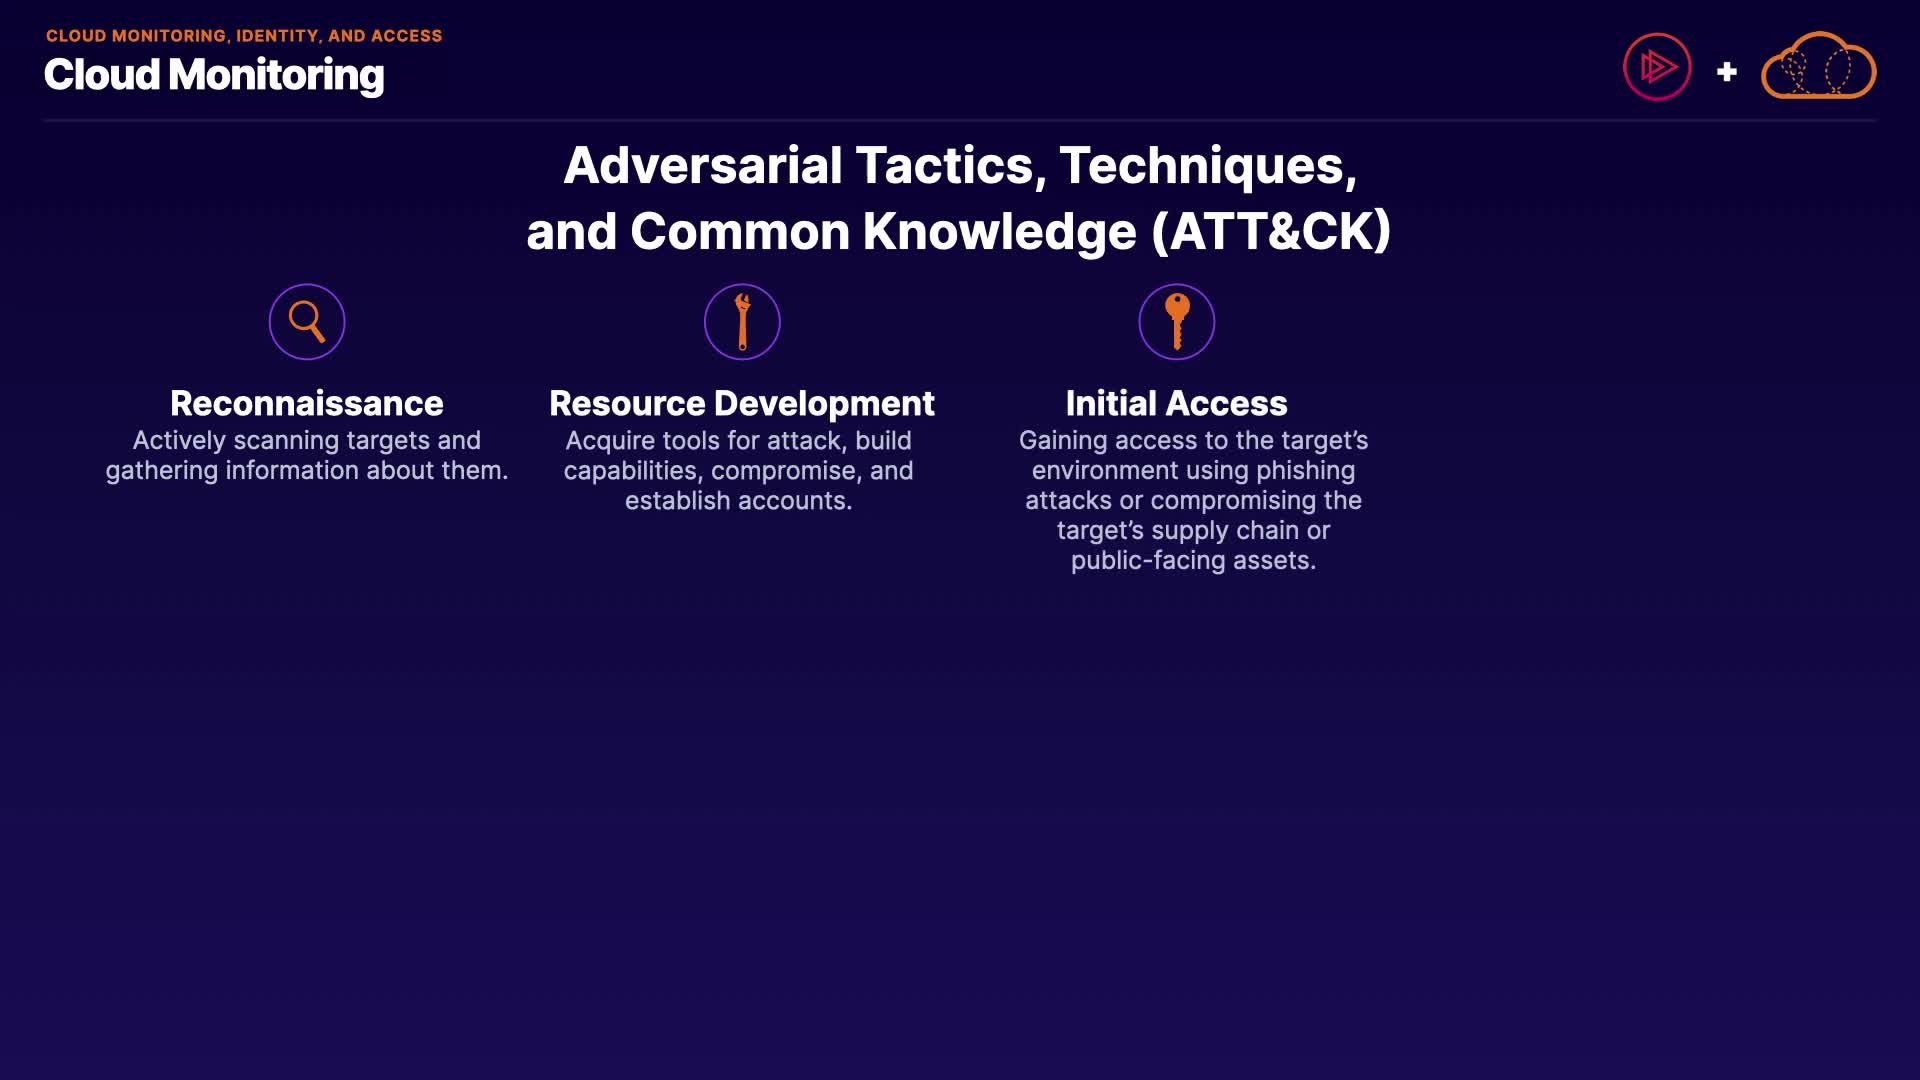 CLOUD MONITORING, IDENTITY, AND ACCESS
Cloud Monitoring
Adversarial Tactics, Techniques,
and Common Knowledge (ATT&CK)
Reconnaissance
Actively scanning targets and
gathering information about them.
Resource Development
Acquire tools for attack, build
capabilities, compromise, and
establish accounts.
Initial Access
Gaining access to the target’s
environment using phishing
attacks or compromising the
target’s supply chain or
public-facing assets.